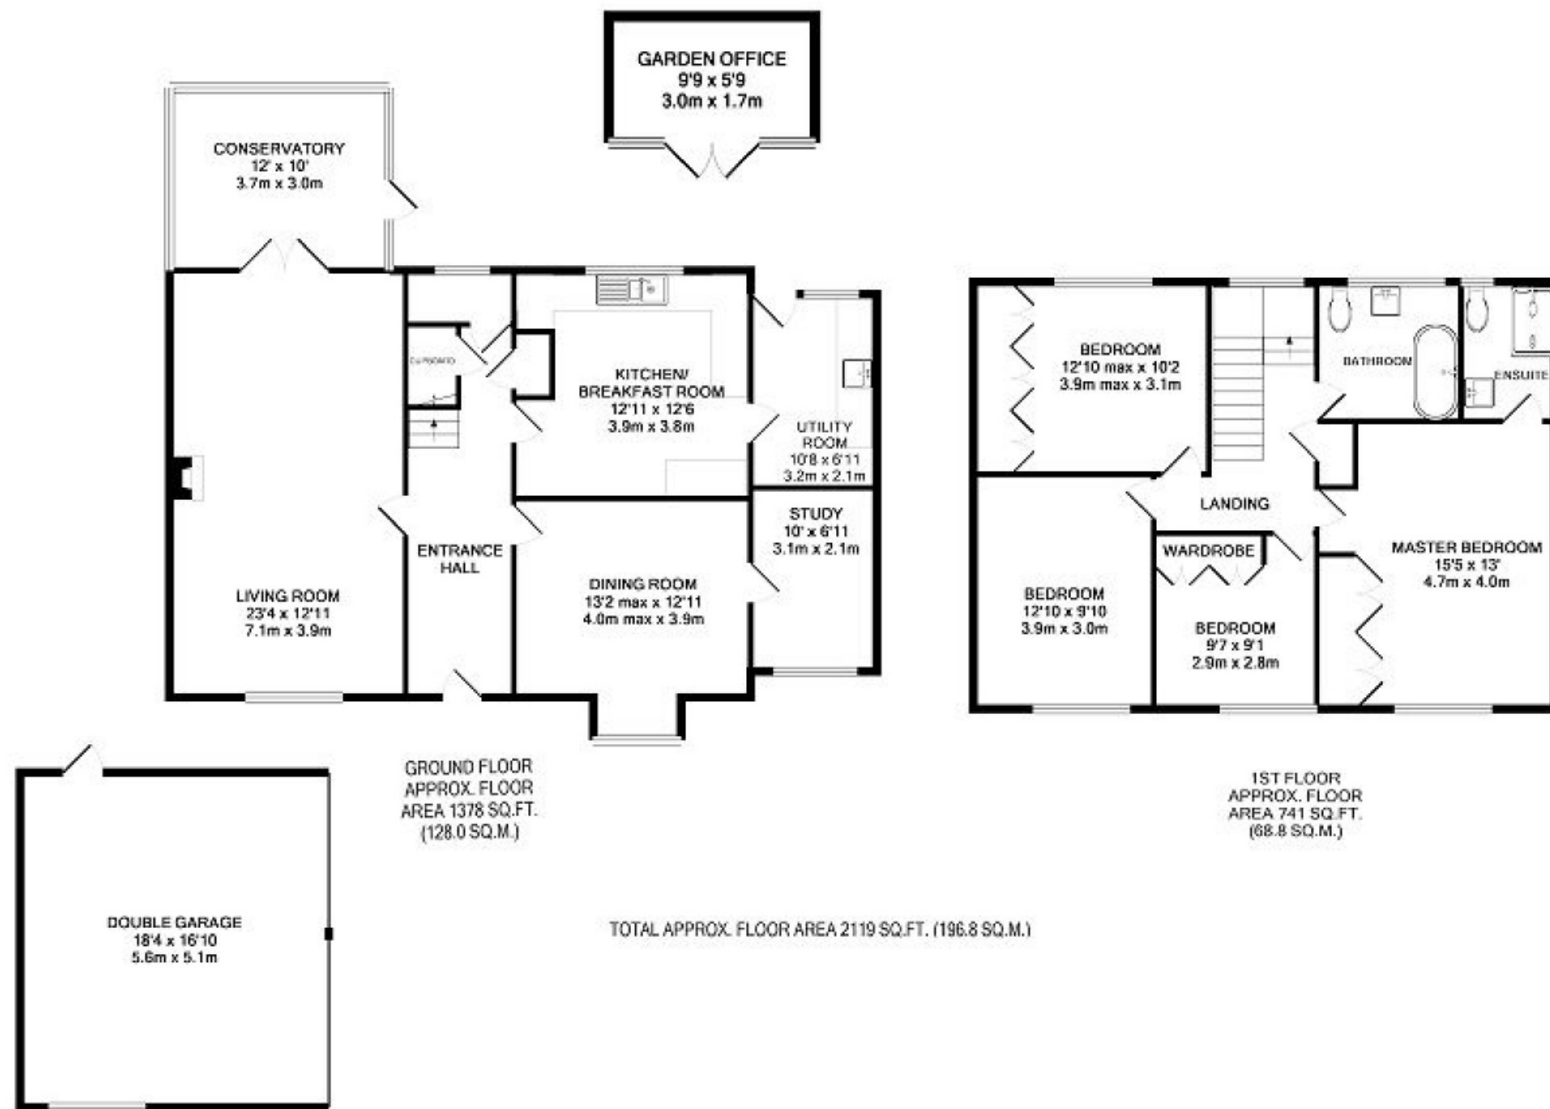 GARDEN OFFICE
9'9 x 5'9
3.0m x 1.7m
CONSERVATORY
12' x 10'
3.7m x 3.0m
CUPBOARD
KITCHEN/
BREAKFAST ROOM
12'11 x 12'6
3.9m x 3.8m
UTILITY
ROOM
10'8 x 6'11
3.2m x 2.1m
STUDY
10' x 6'11
3.1m x 2.1m
ENTRANCE
HALL
LIVING ROOM
23'4 x 12'11
7.1m x 3.9m
DINING ROOM
13'2 max x 12'11
4.0m max x 3.9m
BEDROOM
12'10 max x 10'2
3.9m max x 3.1m
BATHROOM
ENSUITE
LANDING
WARDROBE
MASTER BEDROOM
15'5 x 13'
4.7m x 4.0m
BEDROOM
12'10 x 9'10
3.9m x 3.0m
BEDROOM
9'7 x 9'1
2.9m x 2.8m
GROUND FLOOR
APPROX. FLOOR
AREA 1378 SQ.FT.
(128.0 SQ.M.)
1ST FLOOR
APPROX. FLOOR
AREA 741 SQ.FT.
(68.8 SQ.M.)
DOUBLE GARAGE
18'4 x 16'10
5.6m x 5.1m
TOTAL APPROX. FLOOR AREA 2119 SQ.FT. (196.8 SQ.M.)